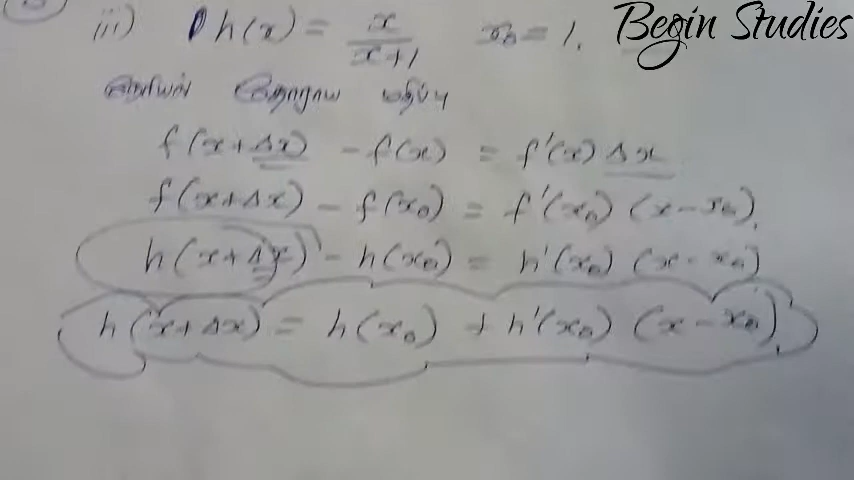 Begin Studies
iii) h(x) = x/(x+1) x₀ = 1.
தோராய மதிப்பு
f(x+Δx) - f(x) = f'(x) Δx
f(x+Δx) - f(x₀) = f'(x₀) (x-x₀).
h(x+Δx) - h(x₀) = h'(x₀) (x-x₀)
h(x+Δx) = h(x₀) + h'(x₀) (x-x₀)